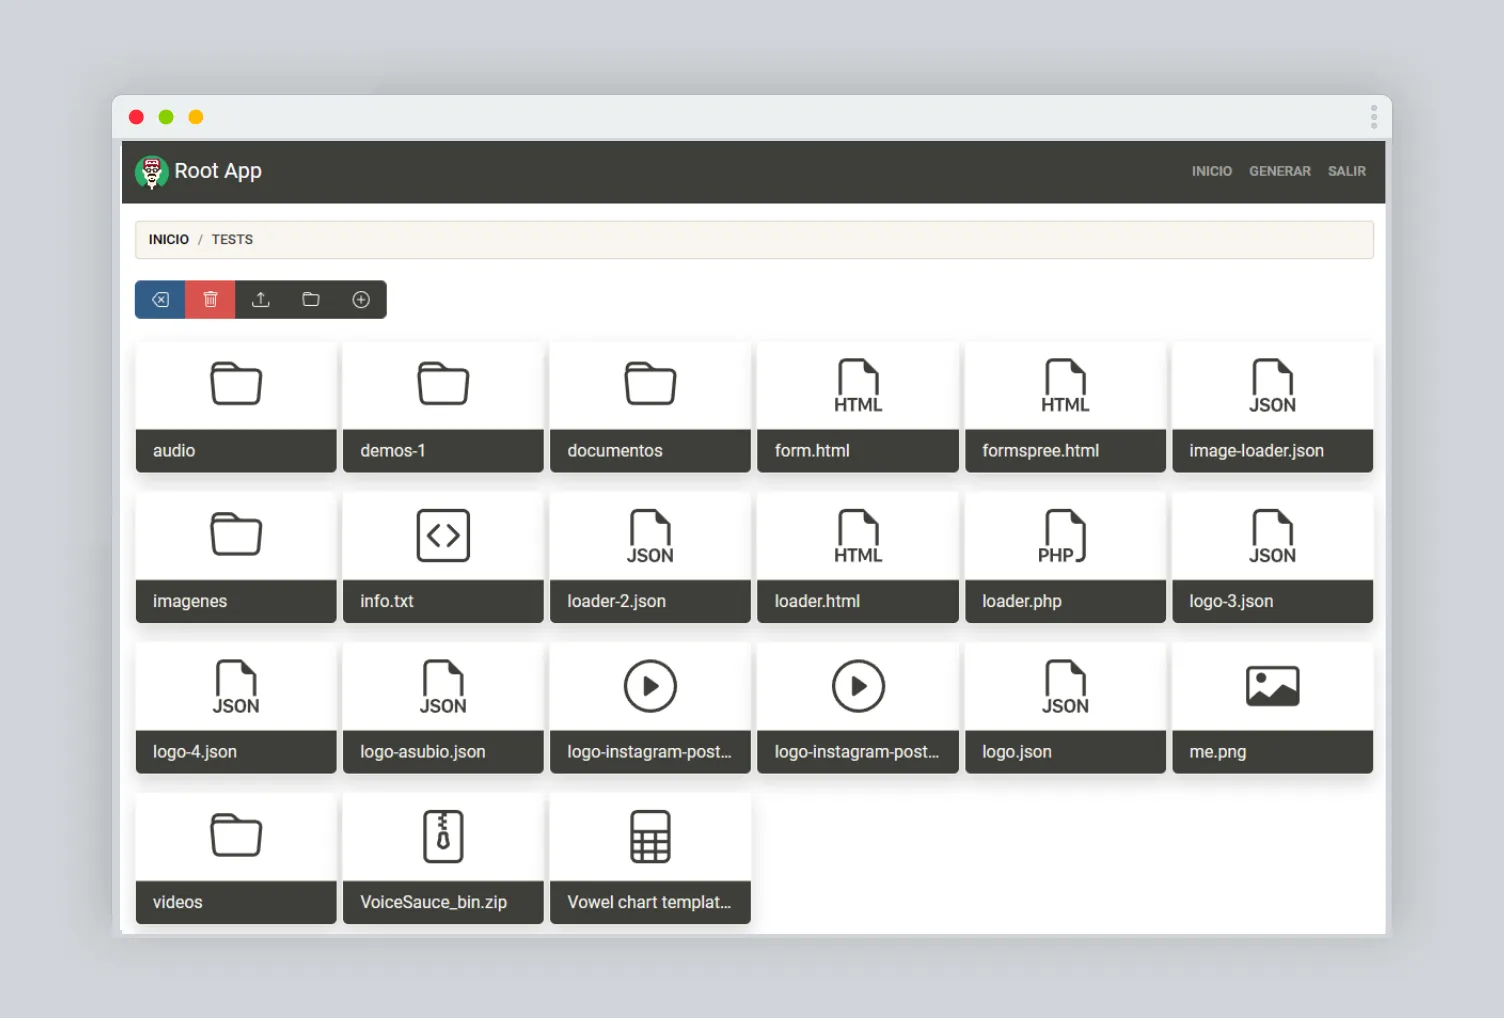 Root App
INICIO GENERAR SALIR
INICIO / TESTS
HTML HTML JSON
audio demos-1 documentos form.html formspree.html image-loader.json
JSON HTML PHP JSON
imagenes info.txt loader-2.json loader.html loader.php logo-3.json
JSON JSON JSON
logo-4.json logo-asubio.json logo-instagram-post... logo-instagram-post... logo.json me.png
videos VoiceSauce_bin.zip Vowel chart templat...